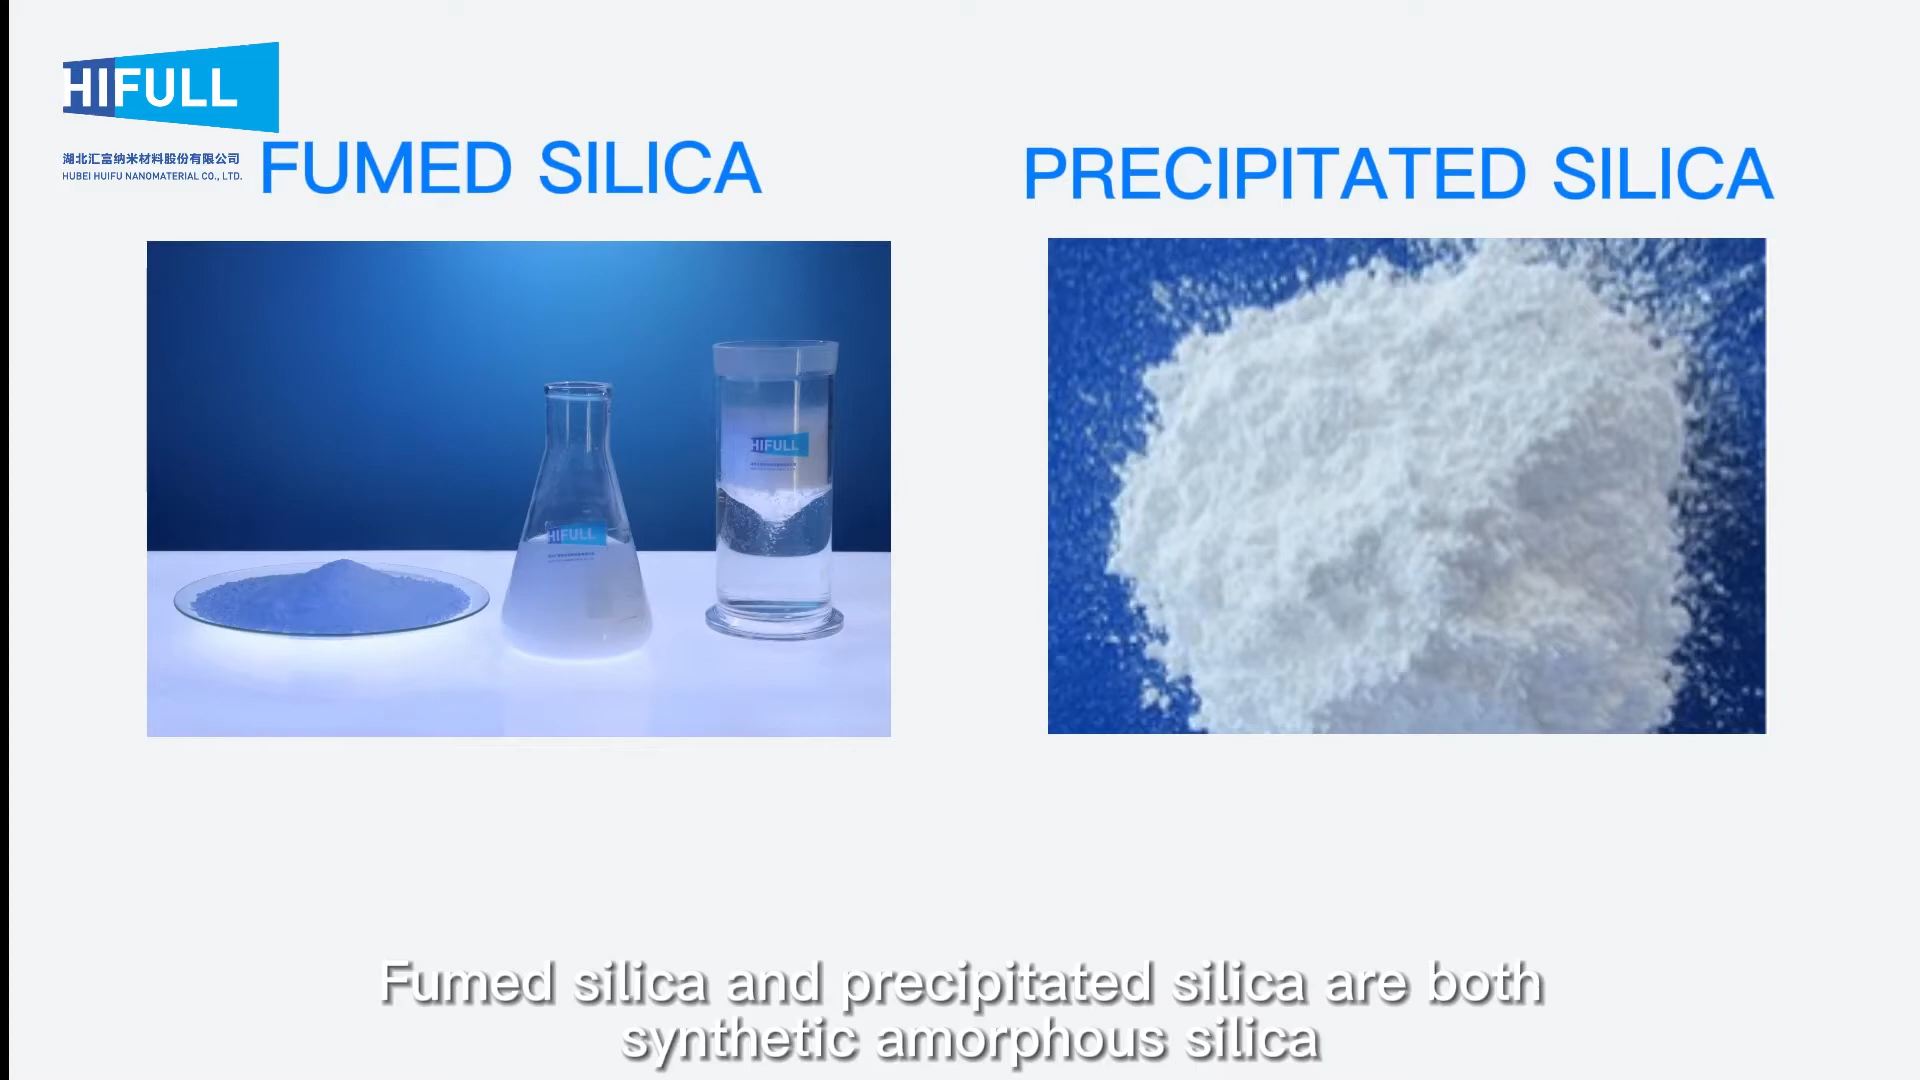 HIFULL
湖北汇富纳米材料股份有限公司
HUBEI HUIFU NANOMATERIAL CO., LTD.
FUMED SILICA
PRECIPITATED SILICA
HIFULL
HIFULL
Fumed silica and precipitated silica are both
synthetic amorphous silica